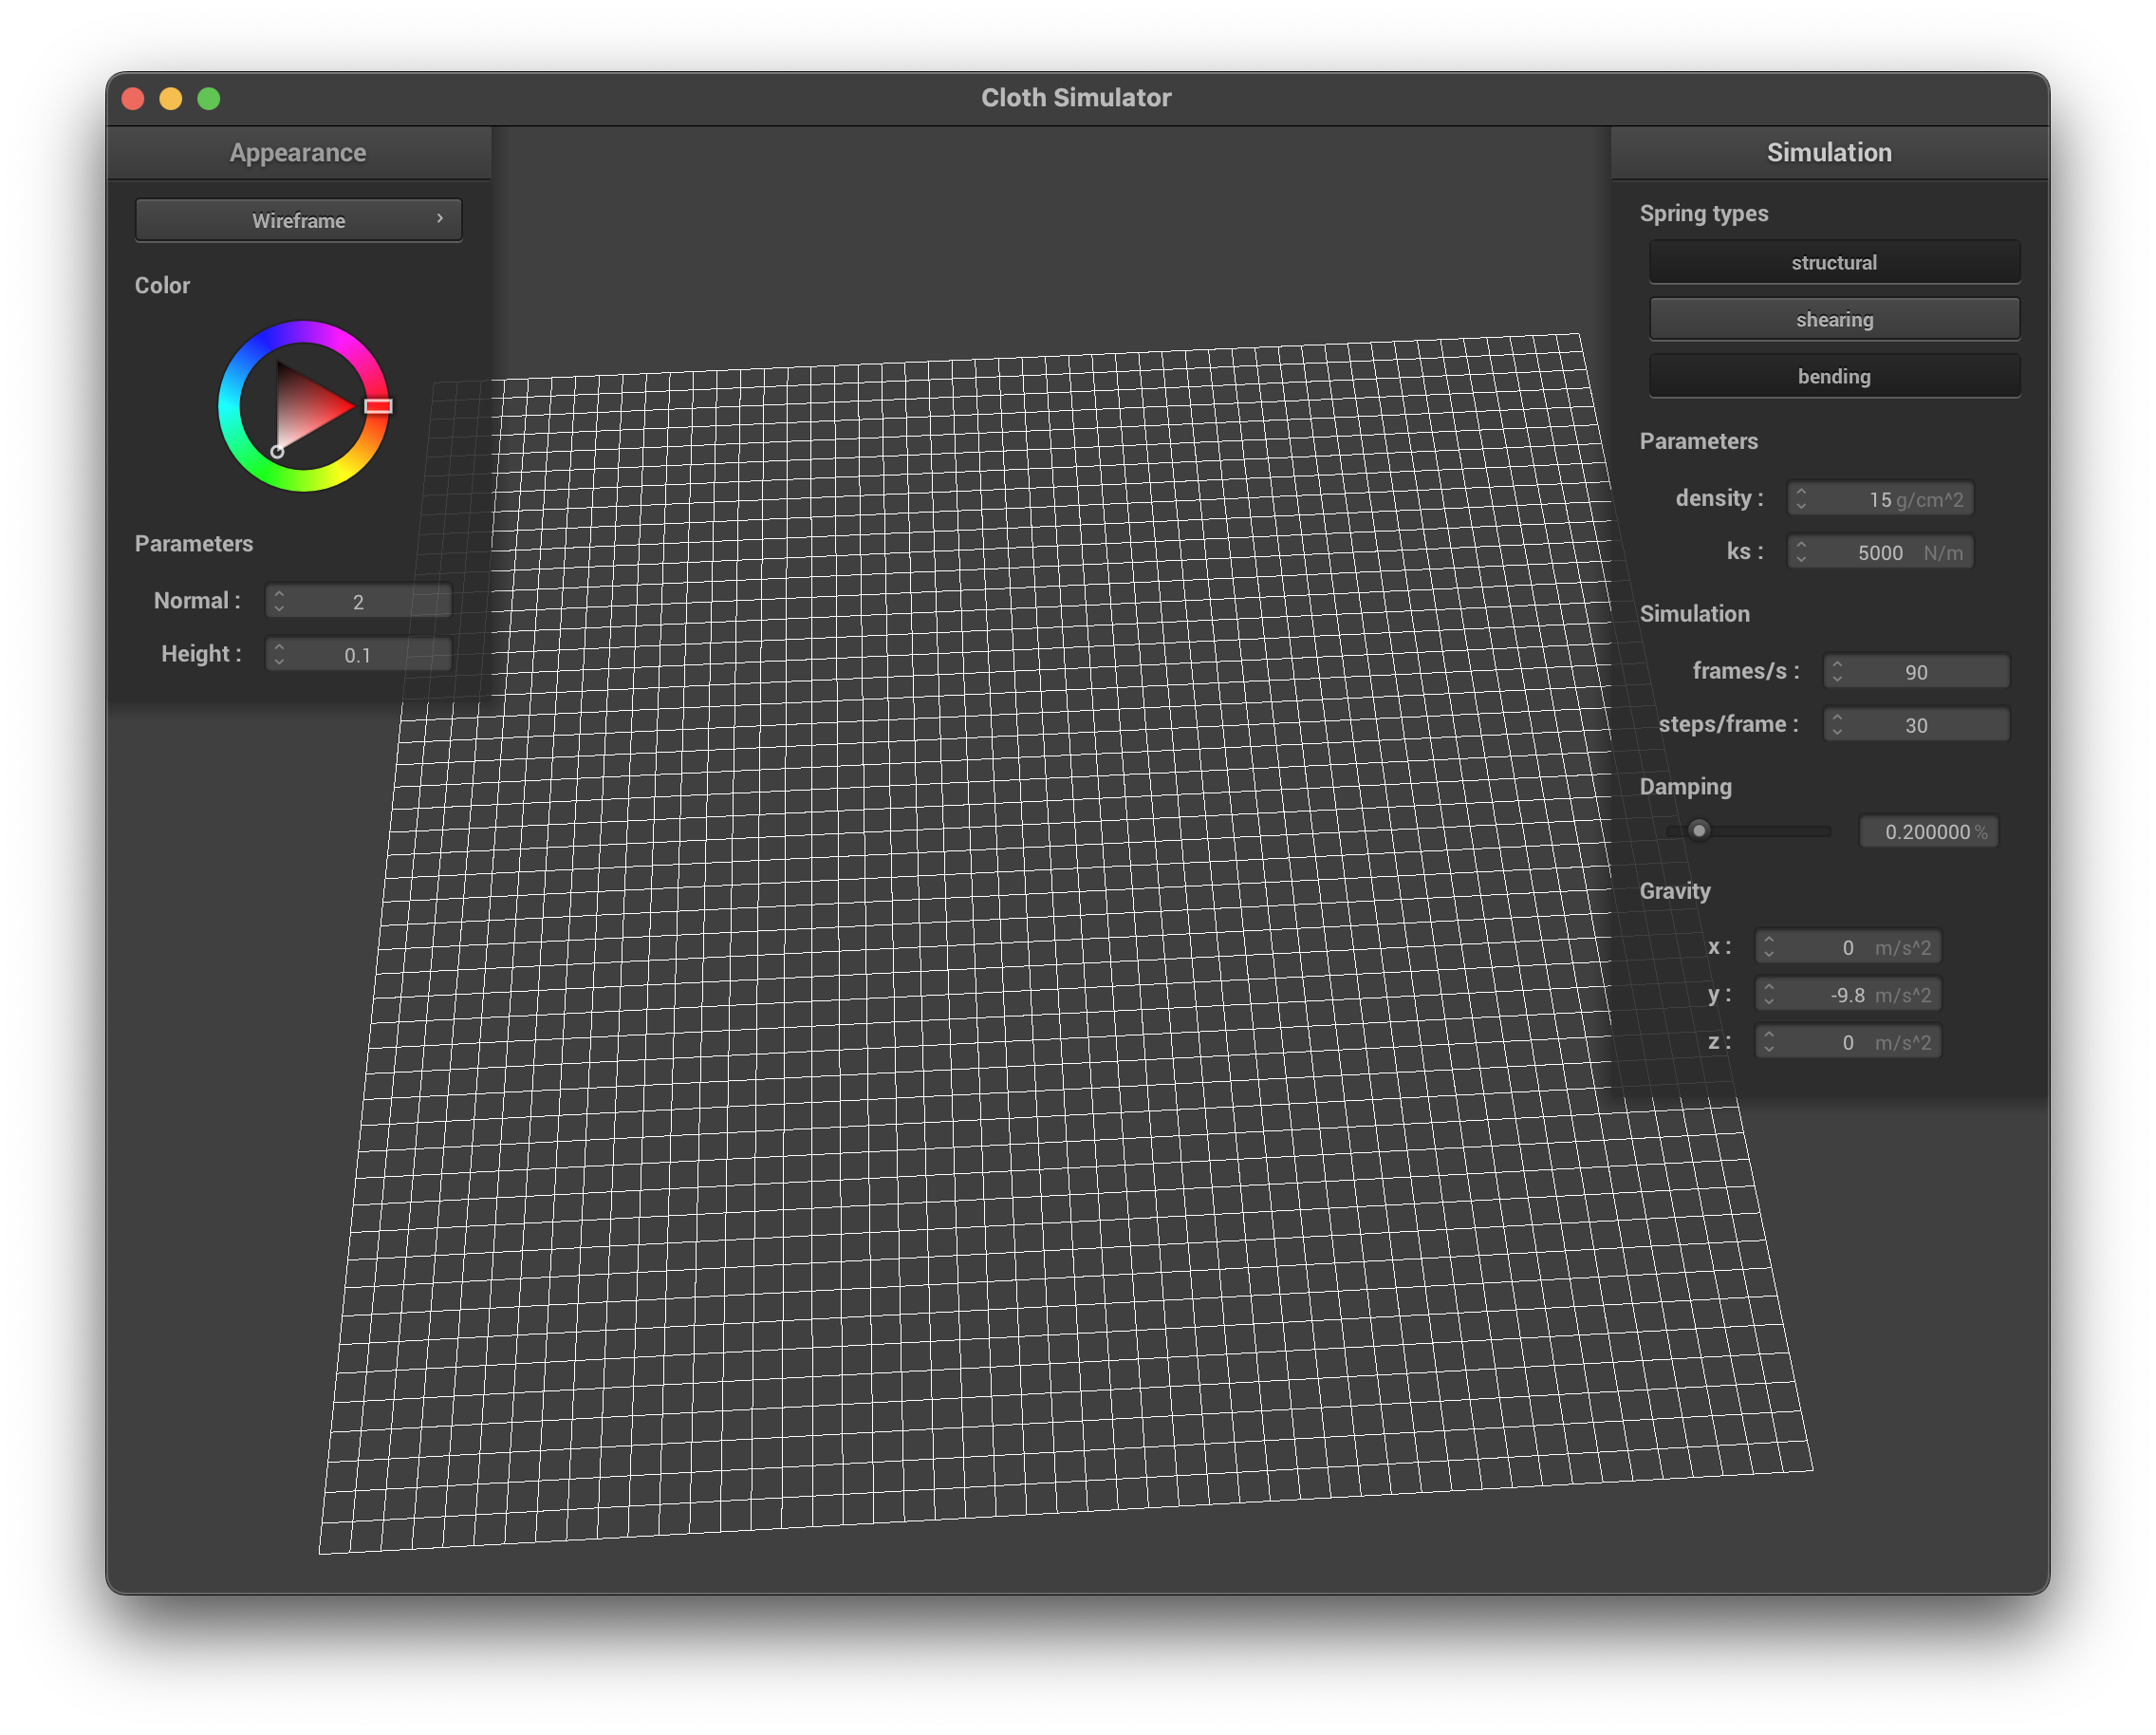 Cloth Simulator
Appearance
Wireframe
Color
Parameters
Normal : 2
Height : 0.1
Simulation
Spring types
structural
shearing
bending
Parameters
density : 15 g/cm^2
ks : 5000 N/m
Simulation
frames/s : 90
steps/frame : 30
Damping
0.200000 %
Gravity
x : 0 m/s^2
y : -9.8 m/s^2
z : 0 m/s^2